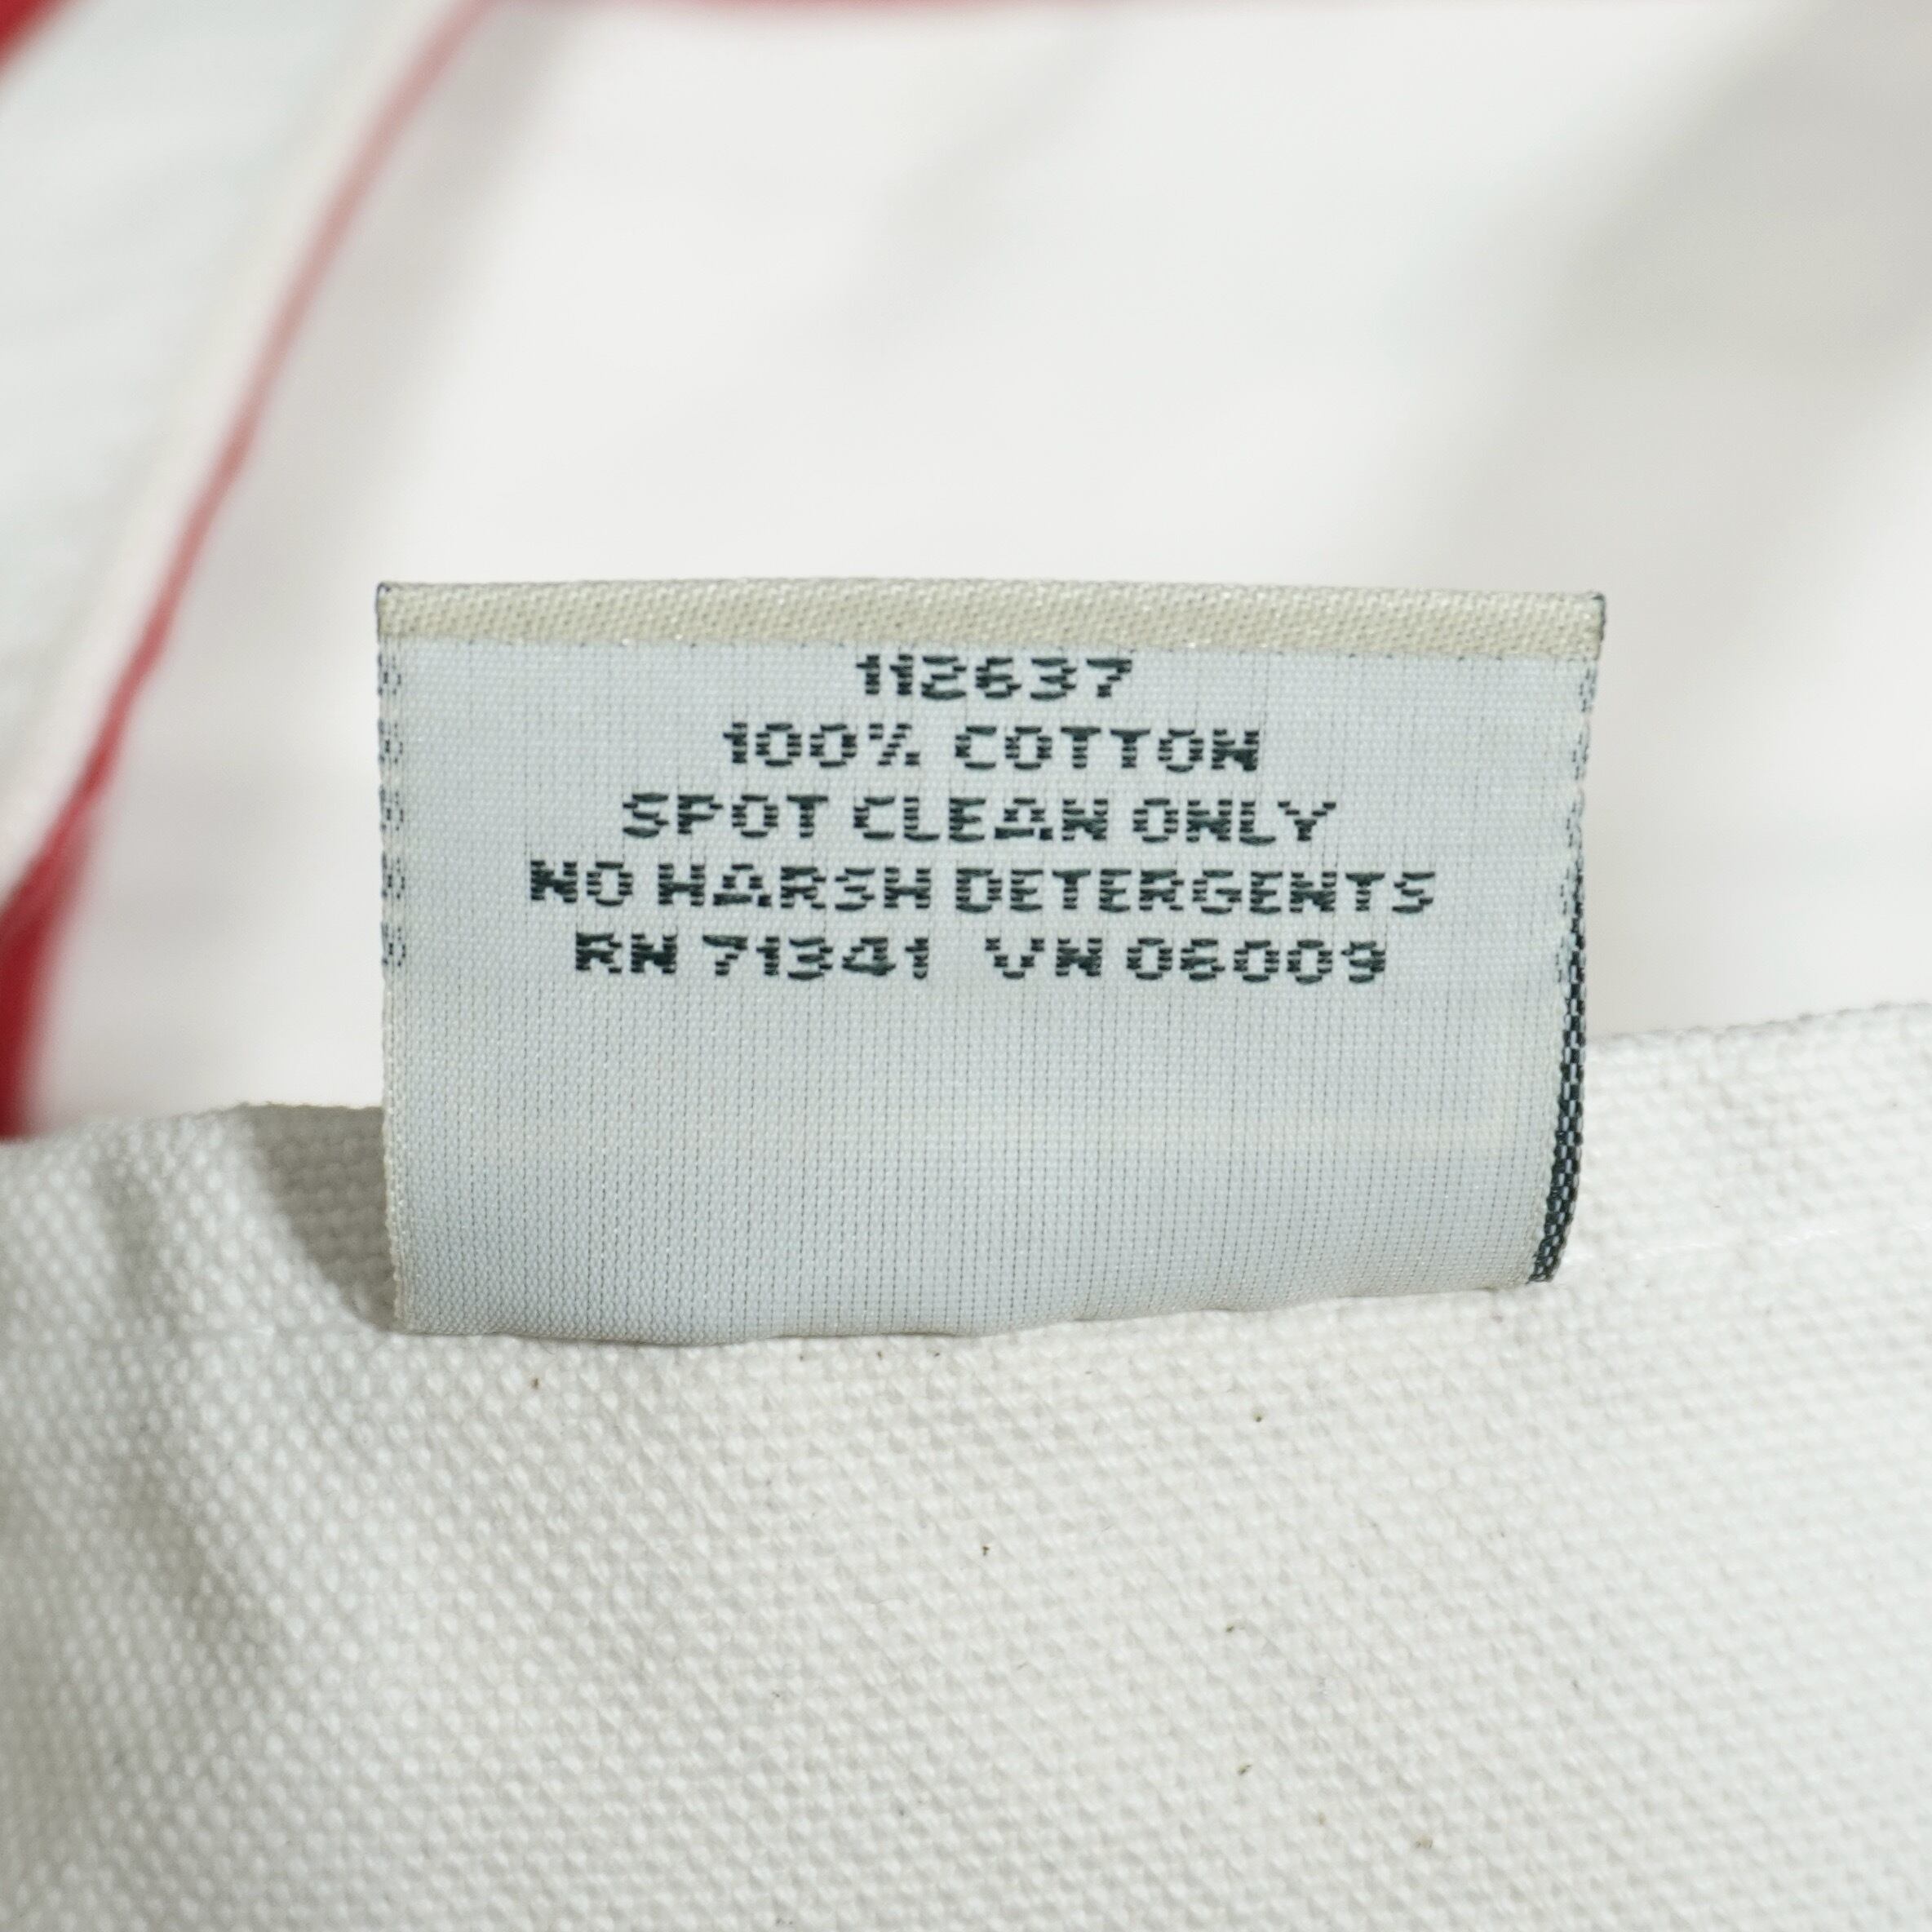 112637
100% COTTON
SPOT CLEAN ONLY
NO HARSH DETERGENTS
RN 71341 VN 06009